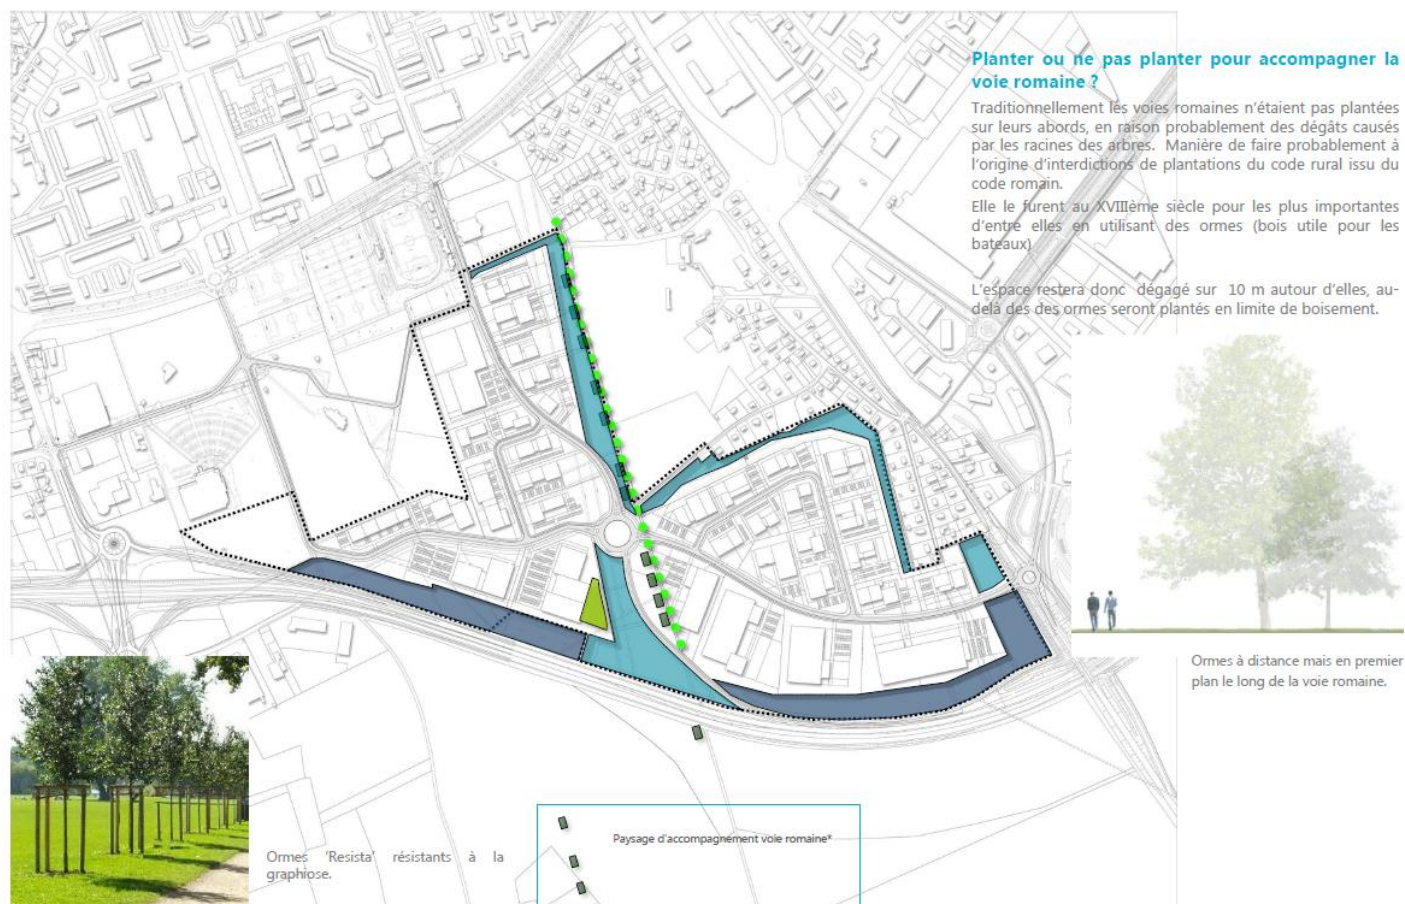 Planter ou ne pas planter pour accompagner la
voie romaine ?
Traditionnellement les voies romaines n'étaient pas plantées
sur leurs abords, en raison probablement des dégâts causés
par les racines des arbres. Manière de faire probablement à
l'origine d'interdictions de plantations du code rural issu du
code romain.
Elle le furent au XVIIIème siècle pour les plus importantes
d'entre elles en utilisant des ormes (bois utile pour les
bateaux)
L'espace restera donc dégagé sur 10 m autour d'elles, au-
delà des des ormes seront plantés en limite de boisement.
Ormes à distance mais en premier
plan le long de la voie romaine.
Paysage d'accompagnement voie romaine*
Ormes 'Resista' résistants à la
graphiose.